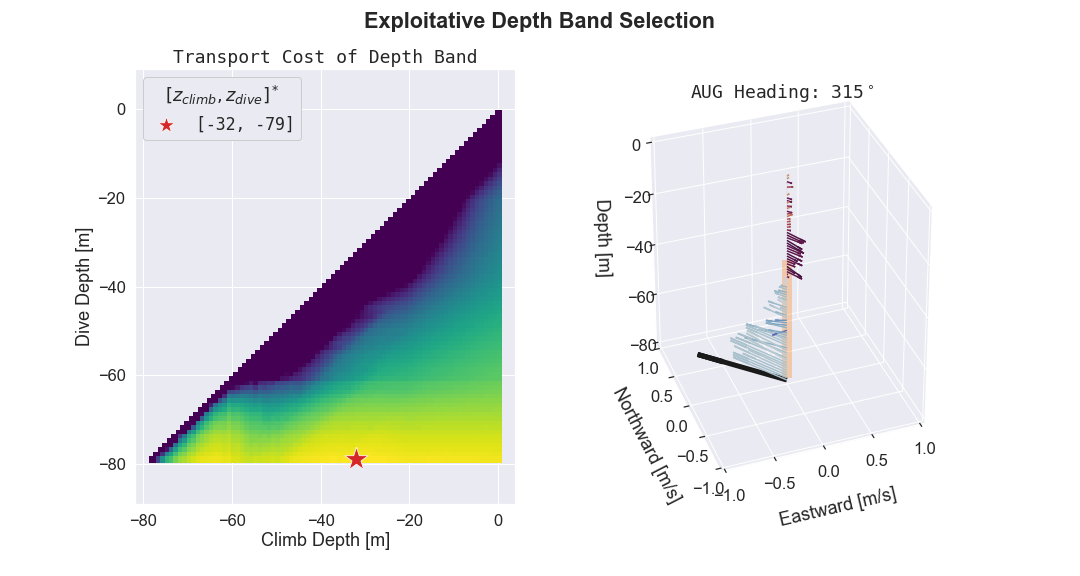 Exploitative Depth Band Selection
Transport Cost of Depth Band
[z_climb, z_dive]*
[-32, -79]
0
−20
−40
−60
−80
Dive Depth [m]
−80 −60 −40 −20 0
Climb Depth [m]
AUG Heading: 315°
0
−20
−40
−60
−80
Depth [m]
1.0
0.5
0.0
−0.5
−1.0
Northward [m/s]
−1.0 −0.5 0.0 0.5 1.0
Eastward [m/s]